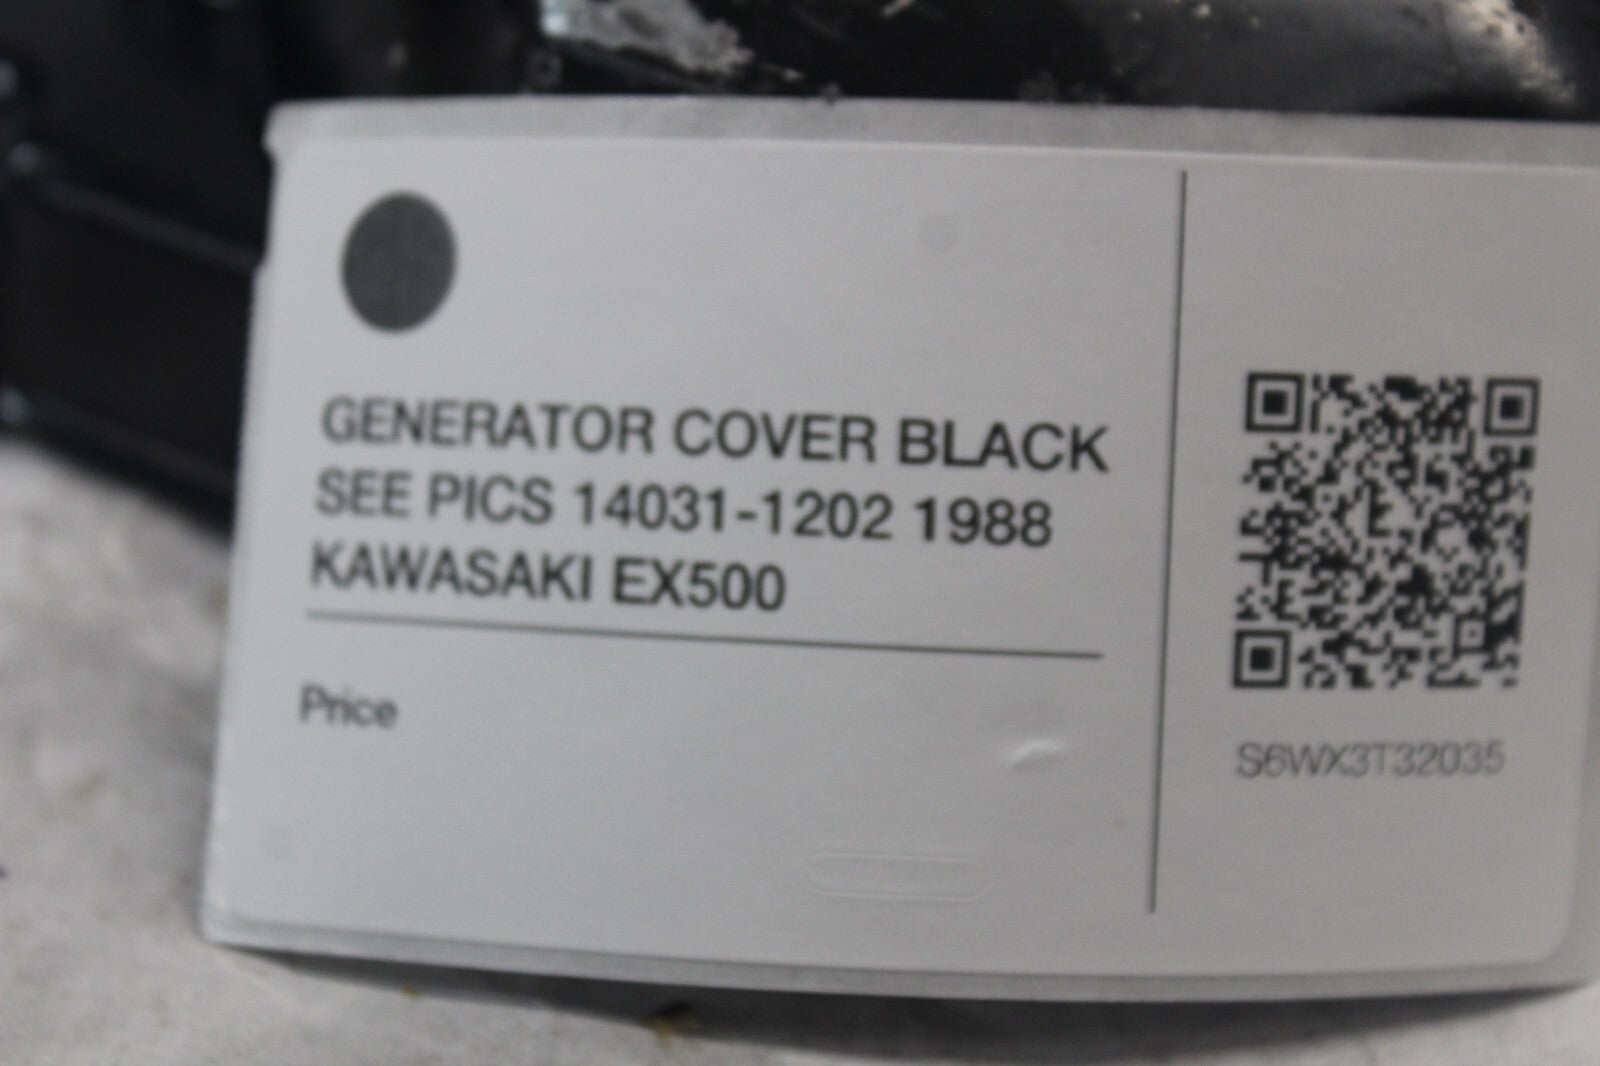 GENERATOR COVER BLACK
SEE PICS 14031-1202 1988
KAWASAKI EX500
Price
S6WX3T32035